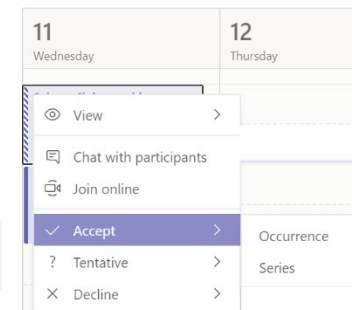 11
Wednesday
12
Thursday
View
Chat with participants
Join online
Accept
Occurrence
? Tentative
Series
Decline